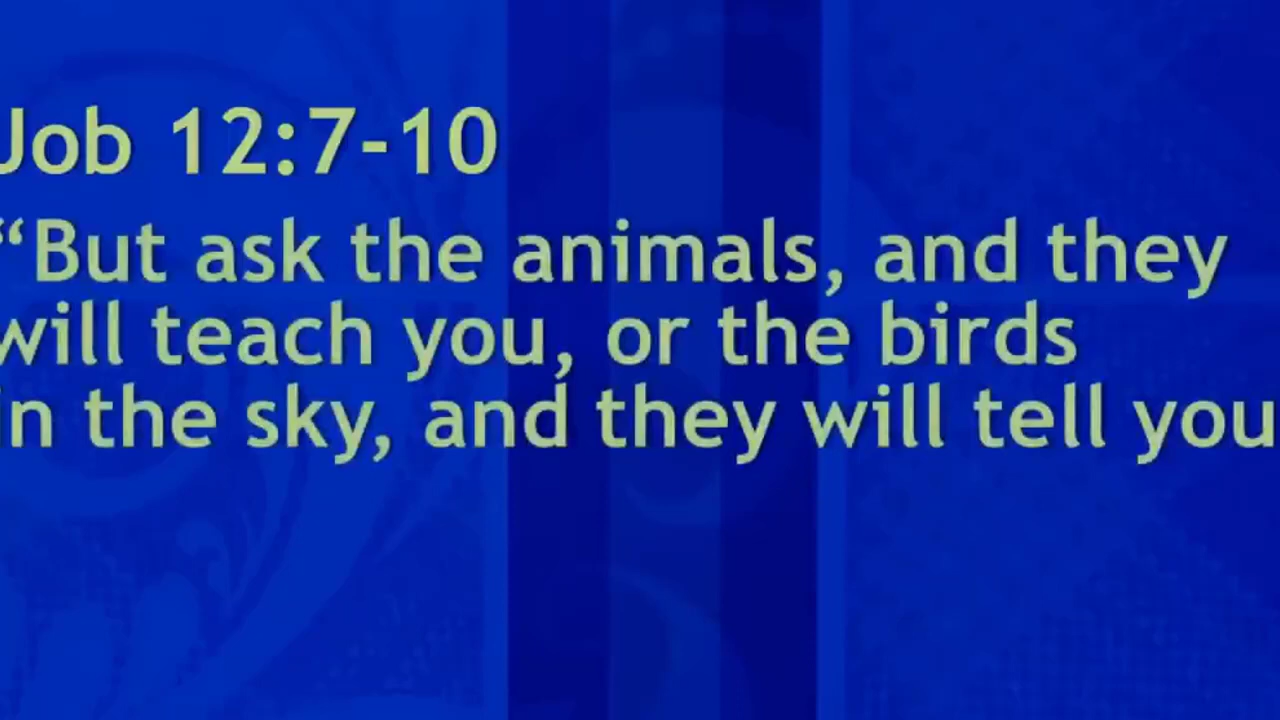 Job 12:7-10
“But ask the animals, and they
will teach you, or the birds
in the sky, and they will tell you